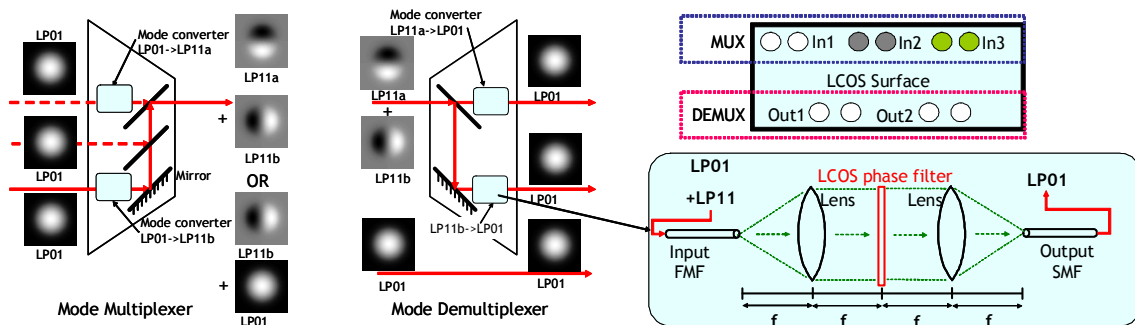 LP01
Mode converter
LP01->LP11a
LP11a
+
LP01
LP11b
Mirror
OR
LP01
Mode converter
LP01->LP11b
LP11b
+
LP01
Mode Multiplexer
Mode converter
LP11a->LP01
LP11a
LP01
+
LP11b
LP01
LP11b->LP01
LP01
LP01
Mode Demultiplexer
MUX
In1
In2
In3
LCOS Surface
DEMUX
Out1
Out2
LP01
+LP11
LCOS phase filter
LP01
Lens
Lens
Input
FMF
Output
SMF
f
f
f
f